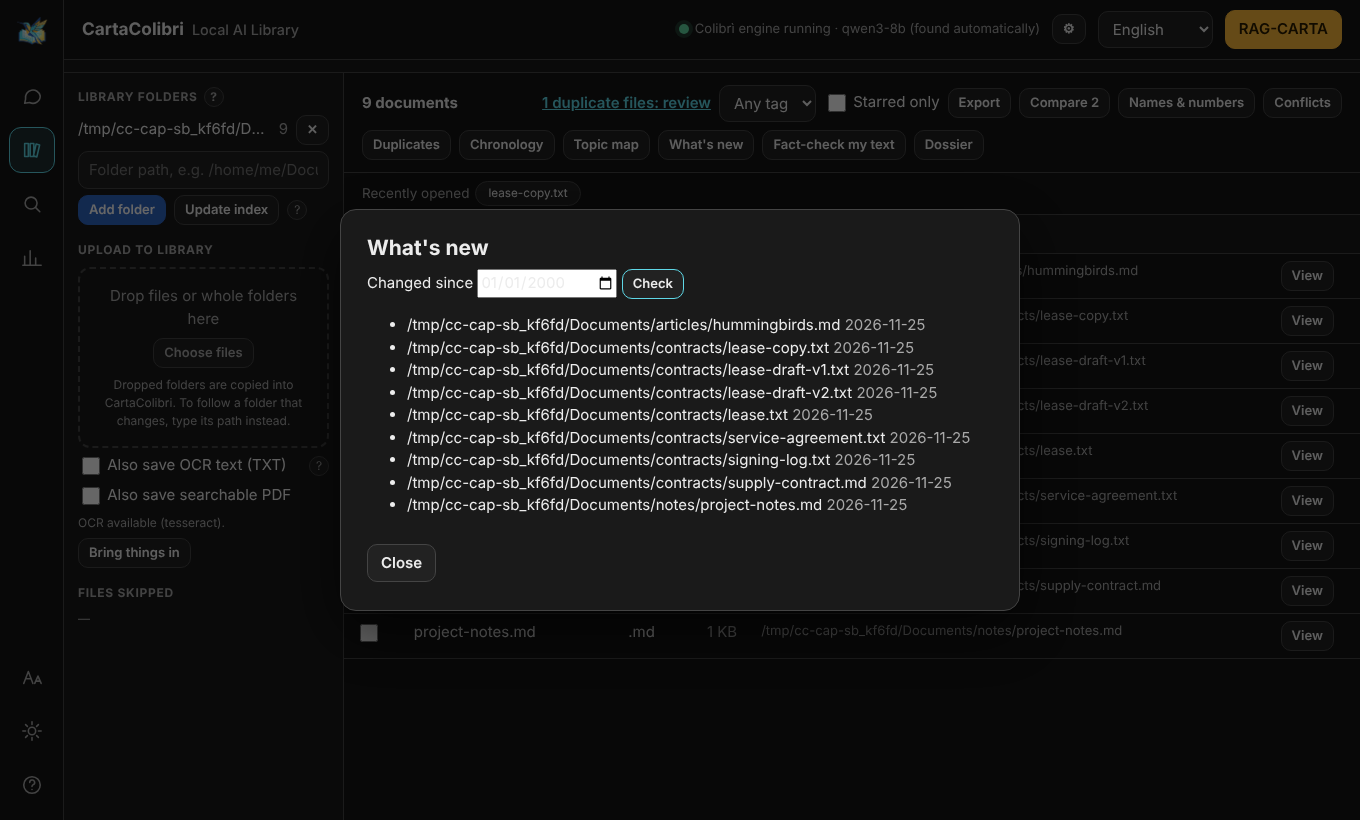 CartaColibri Local AI Library
Colibrì engine running · qwen3-8b (found automatically)
English
RAG-CARTA
LIBRARY FOLDERS ?
/tmp/cc-cap-sb_kf6fd/D... 9 ×
Folder path, e.g. /home/me/Docu
Add folder Update index ?
UPLOAD TO LIBRARY
Drop files or whole folders
here
Choose files
Dropped folders are copied into
CartaColibri. To follow a folder that
changes, type its path instead.
Also save OCR text (TXT) ?
Also save searchable PDF
OCR available (tesseract).
Bring things in
FILES SKIPPED
—
9 documents 1 duplicate files: review Any tag Starred only Export Compare 2 Names & numbers Conflicts
Duplicates Chronology Topic map What's new Fact-check my text Dossier
Recently opened lease-copy.txt
What's new
Changed since 01/01/2000 Check
• /tmp/cc-cap-sb_kf6fd/Documents/articles/hummingbirds.md 2026-11-25
• /tmp/cc-cap-sb_kf6fd/Documents/contracts/lease-copy.txt 2026-11-25
• /tmp/cc-cap-sb_kf6fd/Documents/contracts/lease-draft-v1.txt 2026-11-25
• /tmp/cc-cap-sb_kf6fd/Documents/contracts/lease-draft-v2.txt 2026-11-25
• /tmp/cc-cap-sb_kf6fd/Documents/contracts/lease.txt 2026-11-25
• /tmp/cc-cap-sb_kf6fd/Documents/contracts/service-agreement.txt 2026-11-25
• /tmp/cc-cap-sb_kf6fd/Documents/contracts/signing-log.txt 2026-11-25
• /tmp/cc-cap-sb_kf6fd/Documents/contracts/supply-contract.md 2026-11-25
• /tmp/cc-cap-sb_kf6fd/Documents/notes/project-notes.md 2026-11-25
Close
s/hummingbirds.md View
cts/lease-copy.txt View
cts/lease-draft-v1.txt View
cts/lease-draft-v2.txt View
cts/lease.txt View
cts/service-agreement.txt View
cts/signing-log.txt View
cts/supply-contract.md View
project-notes.md .md 1 KB /tmp/cc-cap-sb_kf6fd/Documents/notes/project-notes.md View
AA
?